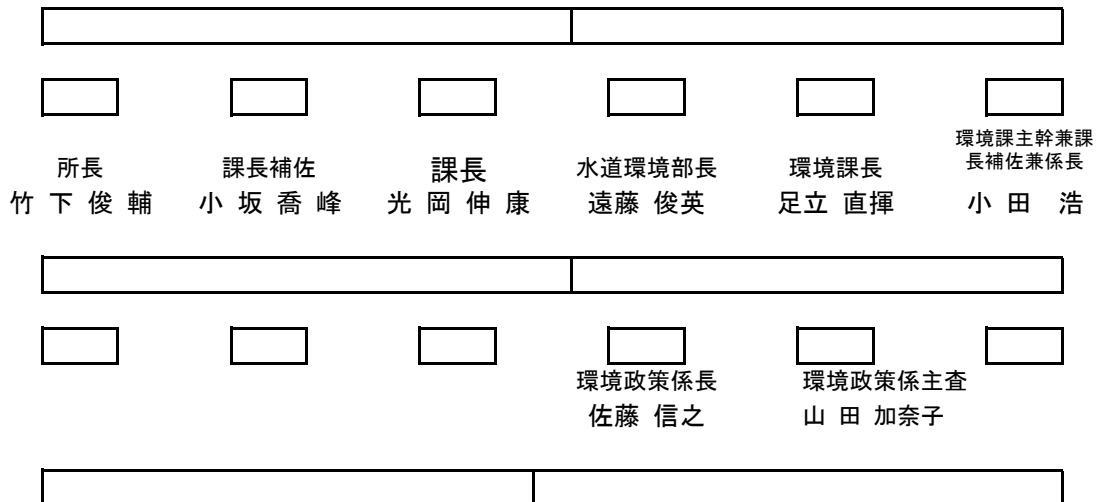 所長 課長補佐 課長 水道環境部長 環境課長 環境課主幹兼課
長補佐兼係長
竹 下 俊 輔 小 坂 喬 峰 光 岡 伸 康 遠藤 俊英 足立 直揮 小 田 浩
環境政策係長 環境政策係主査
佐藤 信之 山 田 加奈子